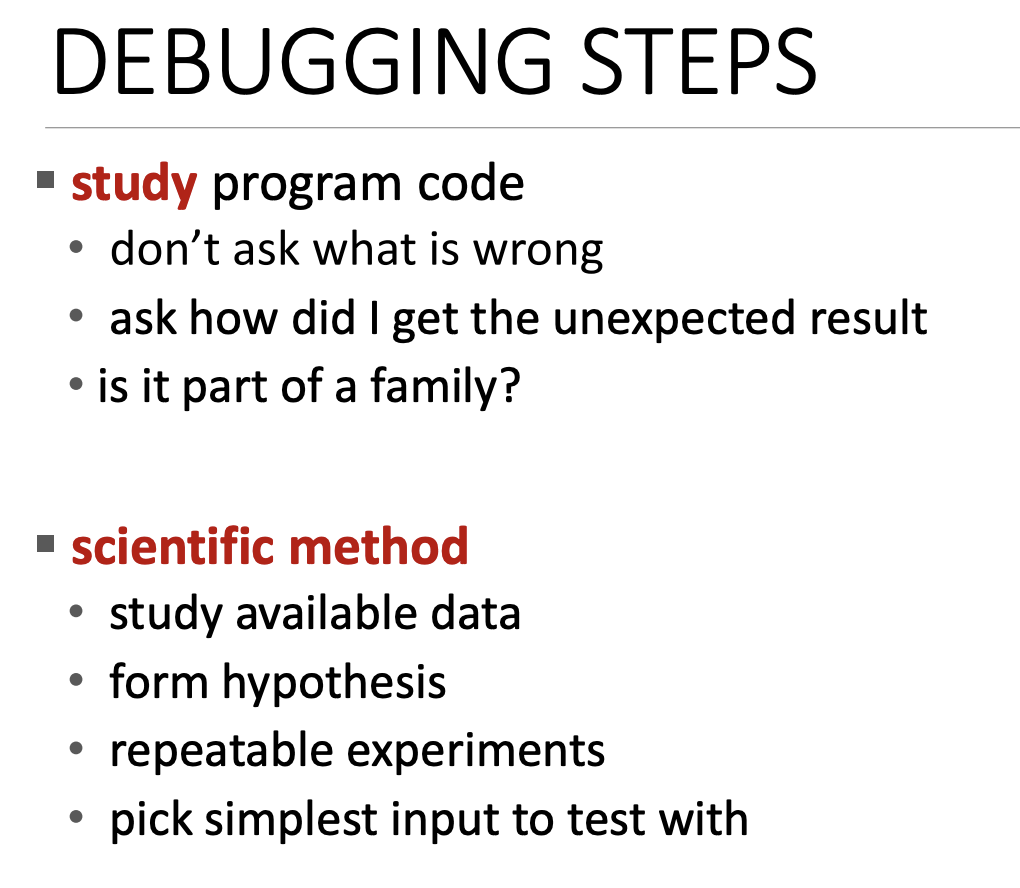 DEBUGGING STEPS
study program code
don’t ask what is wrong
ask how did I get the unexpected result
is it part of a family?
scientific method
study available data
form hypothesis
repeatable experiments
pick simplest input to test with